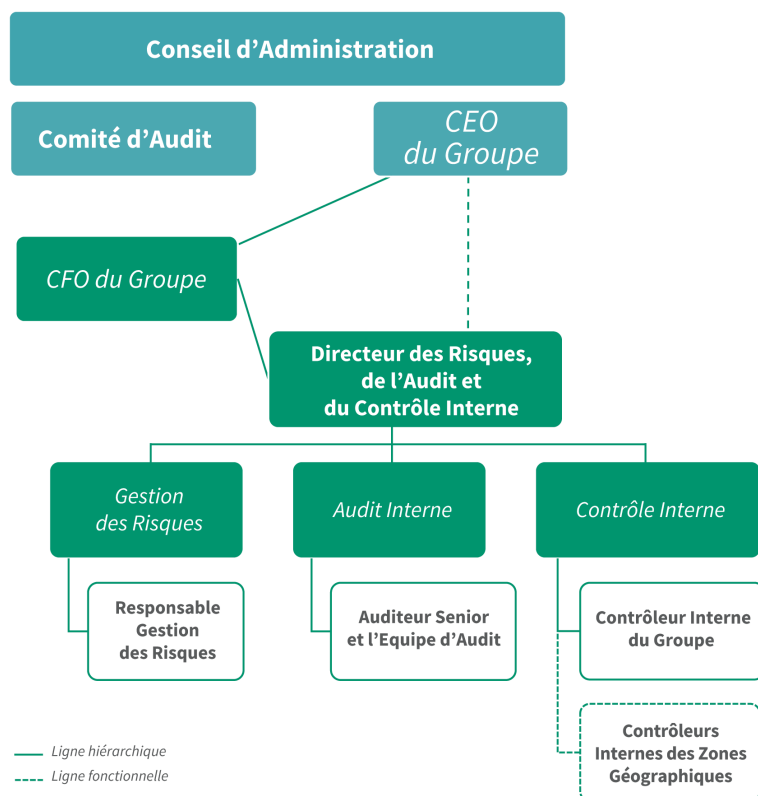 Conseil d'Administration
Comité d'Audit
CEO
du Groupe
CFO du Groupe
Directeur des Risques,
de l'Audit et
du Contrôle Interne
Gestion
des Risques
Audit Interne
Contrôle Interne
Responsable
Gestion
des Risques
Auditeur Senior
et l'Equipe d'Audit
Contrôleur Interne
du Groupe
Contrôleurs
Internes des Zones
Géographiques
Ligne hiérarchique
Ligne fonctionnelle